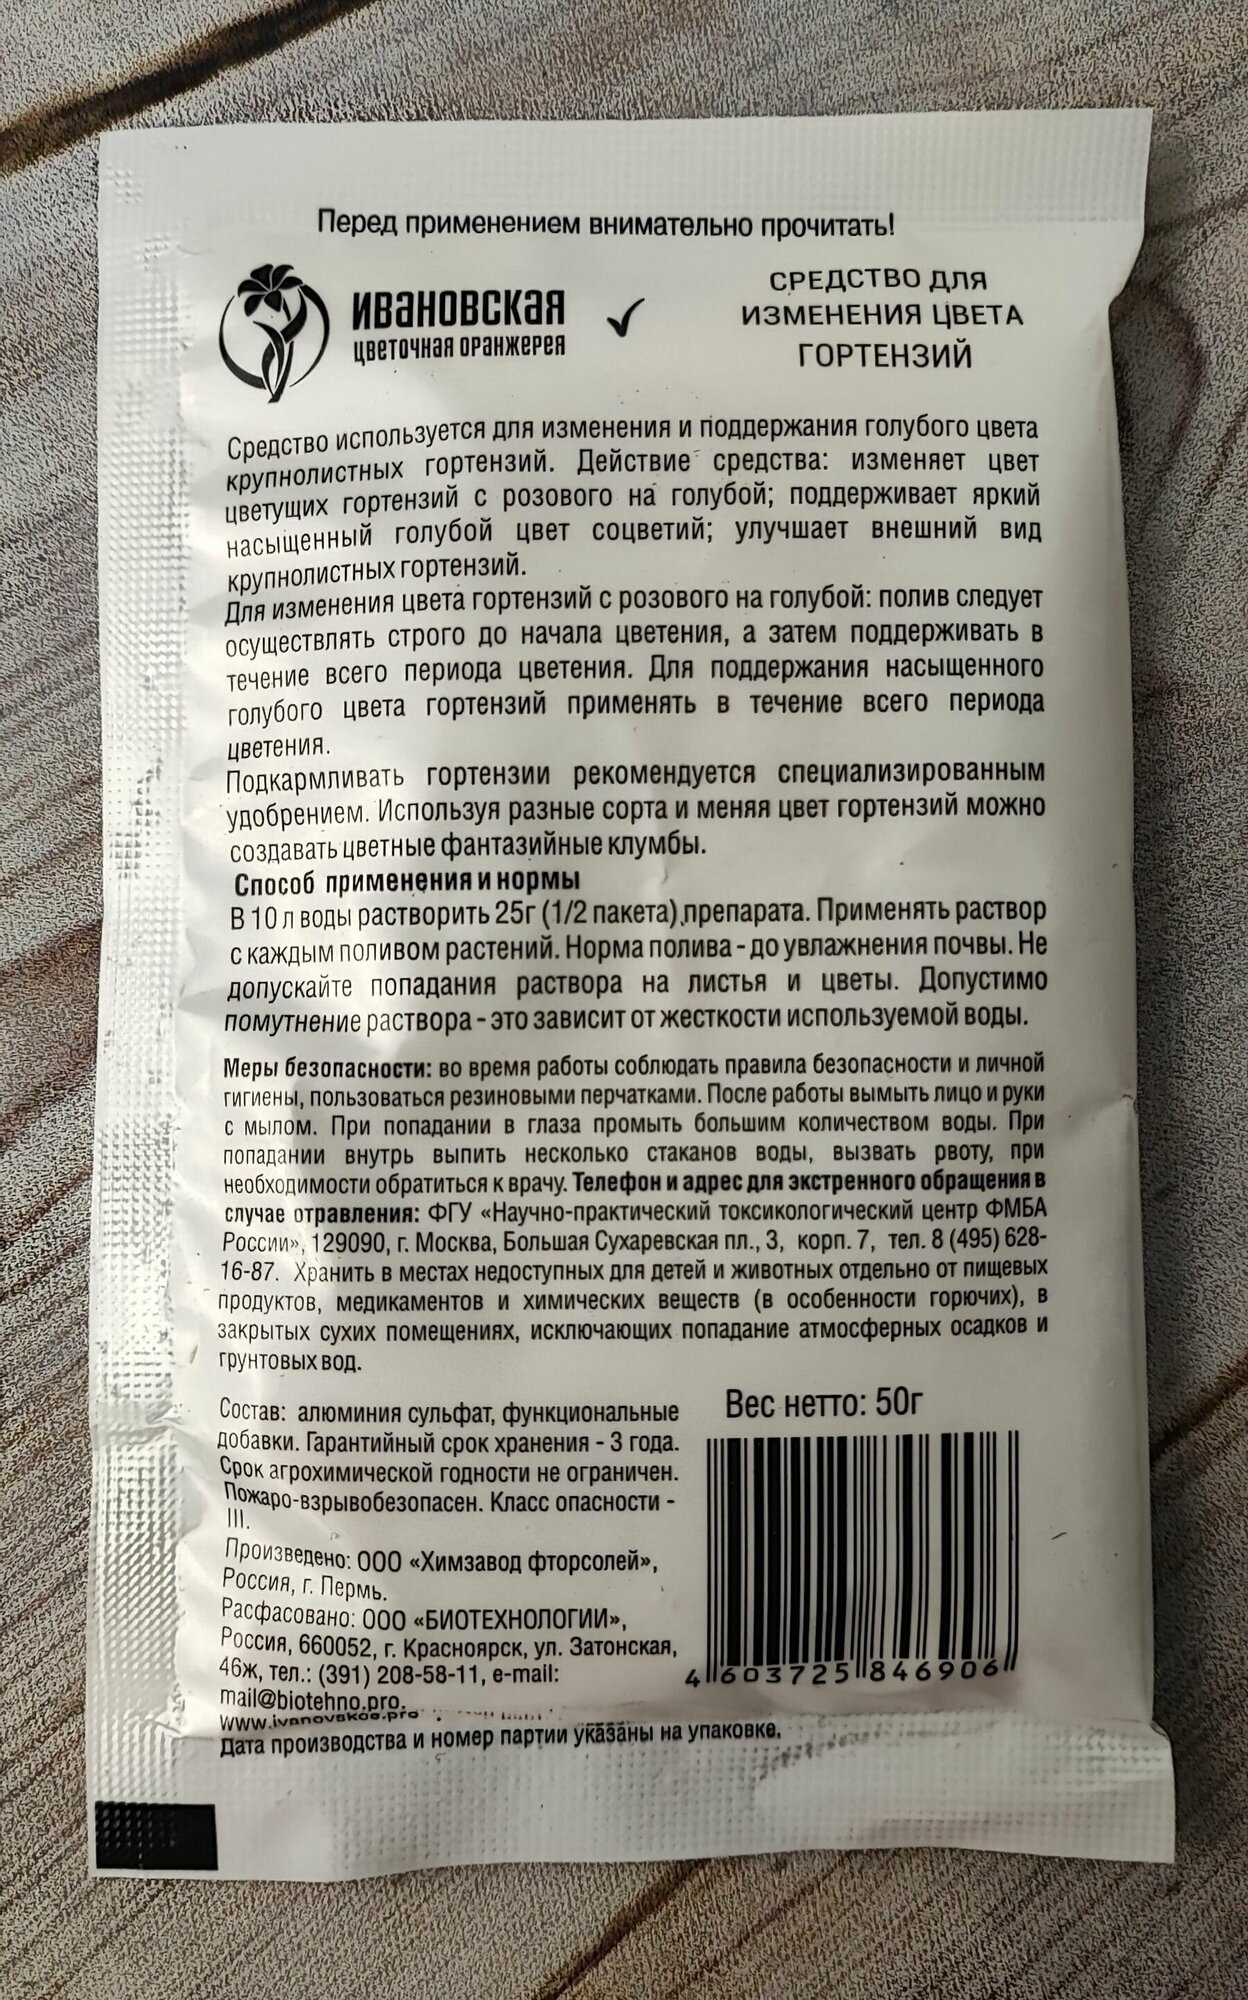 Перед применением внимательно прочитать!
ИВАНОВСКАЯ
ЦВЕТОЧНАЯ ОРАНЖЕРЕЯ
СРЕДСТВО ДЛЯ
ИЗМЕНЕНИЯ ЦВЕТА
ГОРТЕНЗИЙ
Средство используется для изменения и поддержания голубого цвета
крупнолистных гортензий. Действие средства: изменяет цвет
цветущих гортензий с розового на голубой; поддерживает яркий
насыщенный голубой цвет соцветий; улучшает внешний вид
крупнолистных гортензий.
Для изменения цвета гортензий с розового на голубой: полив следует
осуществлять строго до начала цветения, а затем поддерживать в
течение всего периода цветения. Для поддержания насыщенного
голубого цвета гортензий применять в течение всего периода
цветения.
Подкармливать гортензии рекомендуется специализированным
удобрением. Используя разные сорта и меняя цвет гортензий можно
создавать цветные фантазийные клумбы.
Способ применения и нормы
В 10 л воды растворить 25г (1/2 пакета) препарата. Применять раствор
с каждым поливом растений. Норма полива - до увлажнения почвы. Не
допускайте попадания раствора на листья и цветы. Допустимо
помутнение раствора - это зависит от жесткости используемой воды.
Меры безопасности: во время работы соблюдать правила безопасности и личной
гигиены, пользоваться резиновыми перчатками. После работы вымыть лицо и руки
с мылом. При попадании в глаза промыть большим количеством воды. При
попадании внутрь выпить несколько стаканов воды, вызвать рвоту, при
необходимости обратиться к врачу. Телефон и адрес для экстренного обращения в
случае отравления: ФГУ «Научно-практический токсикологический центр ФМБА
России», 129090, г. Москва, Большая Сухаревская пл., 3, корп. 7, тел. 8 (495) 628-
16-87. Хранить в местах недоступных для детей и животных отдельно от пищевых
продуктов, медикаментов и химических веществ (в особенности горючих), в
закрытых сухих помещениях, исключающих попадание атмосферных осадков и
грунтовых вод.
Состав: алюминия сульфат, функциональные
добавки. Гарантийный срок хранения - 3 года.
Срок агрохимической годности не ограничен.
Пожаро-взрывобезопасен. Класс опасности -
III.
Произведено: ООО «Химзавод фторсолей»,
Россия, г. Пермь.
Расфасовано: ООО «БИОТЕХНОЛОГИИ»,
Россия, 660052, г. Красноярск, ул. Затонская,
46ж, тел.: (391) 208-58-11, e-mail:
mail@biotehno.pro.
www.ivanovskoe.pro
Дата производства и номер партии указаны на упаковке.
Вес нетто: 50г
4 603725 846906